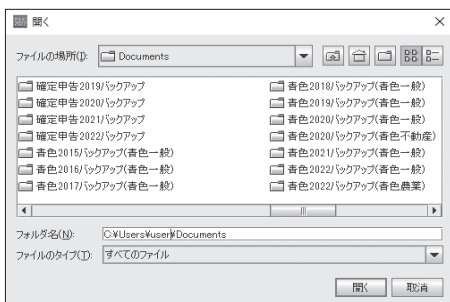 開く
ファイルの場所(I):
Documents
確定申告2019バックアップ
確定申告2020バックアップ
確定申告2021バックアップ
確定申告2022バックアップ
青色2015バックアップ(青色一般)
青色2016バックアップ(青色一般)
青色2017バックアップ(青色一般)
青色2018バックアップ(青色一般)
青色2019バックアップ(青色一般)
青色2020バックアップ(青色一般)
青色2020バックアップ(青色不動産)
青色2021バックアップ(青色一般)
青色2022バックアップ(青色一般)
青色2022バックアップ(青色農業)
フォルダ名(N):
C:¥Users¥user¥Documents
ファイルのタイプ(T):
すべてのファイル
開く
取消